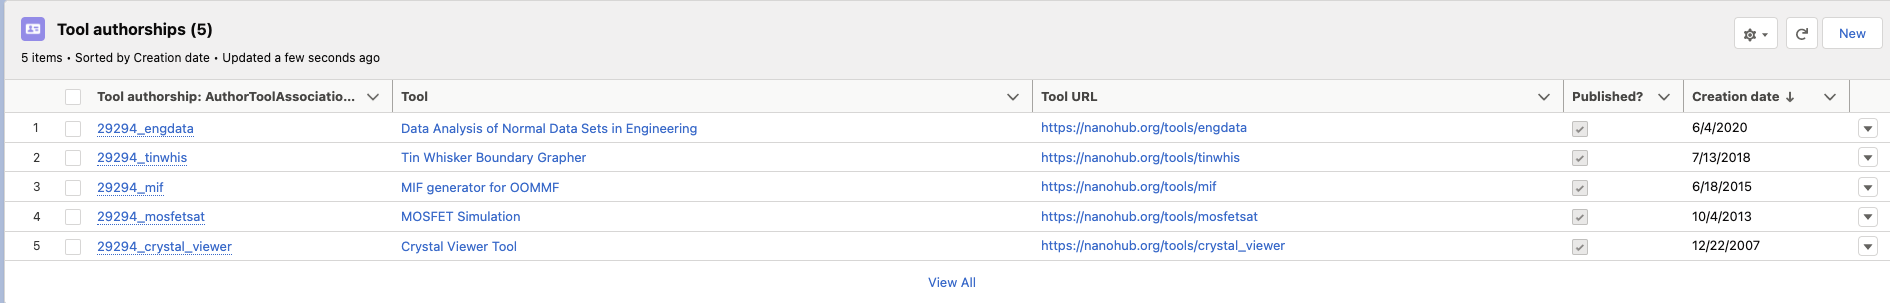 Tool authorships (5)
5 items • Sorted by Creation date • Updated a few seconds ago
New
Tool authorship: AuthorToolAssociatio... Tool Tool URL Published? Creation date ↓
1 29294_engdata Data Analysis of Normal Data Sets in Engineering https://nanohub.org/tools/engdata 6/4/2020
2 29294_tinwhis Tin Whisker Boundary Grapher https://nanohub.org/tools/tinwhis 7/13/2018
3 29294_mif MIF generator for OOMMF https://nanohub.org/tools/mif 6/18/2015
4 29294_mosfetsat MOSFET Simulation https://nanohub.org/tools/mosfetsat 10/4/2013
5 29294_crystal_viewer Crystal Viewer Tool https://nanohub.org/tools/crystal_viewer 12/22/2007
View All